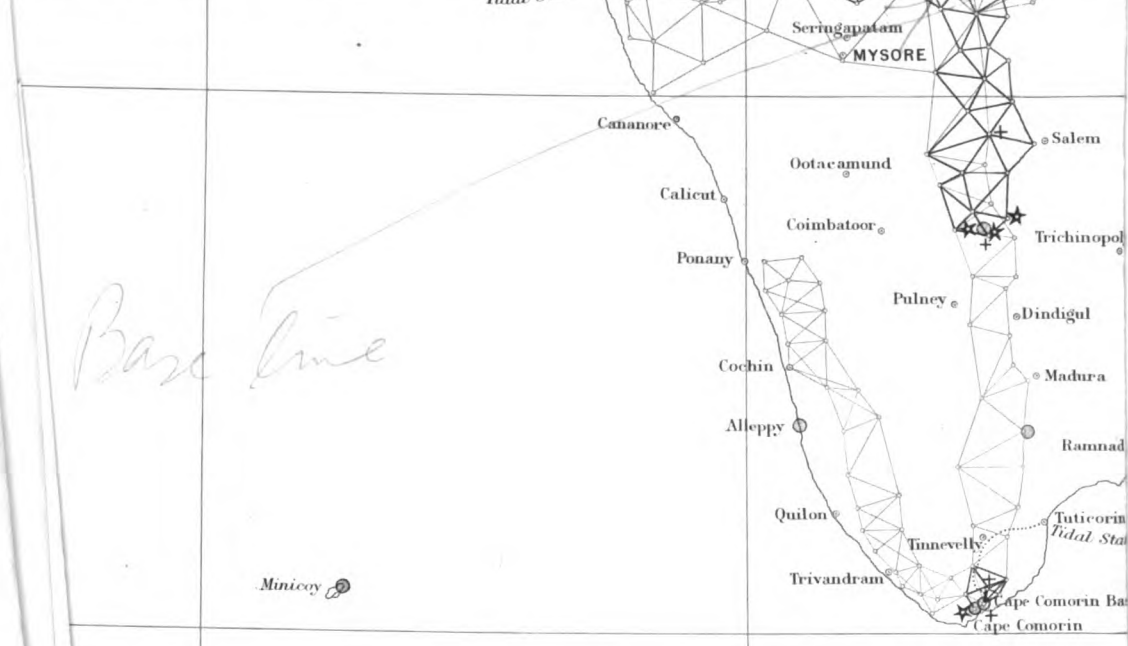 Seringapatam
MYSORE
Cananore
Salem
Ootacamund
Calicut
Coimbatoor
Trichinopol
Ponany
Pulney
Dindigul
Base line
Cochin
Madura
Alleppy
Ramnad
Quilon
Tuticorin
Tidal Sta
Tinnevelly
Trivandram
Minicoy
Cape Comorin Ba
Cape Comorin